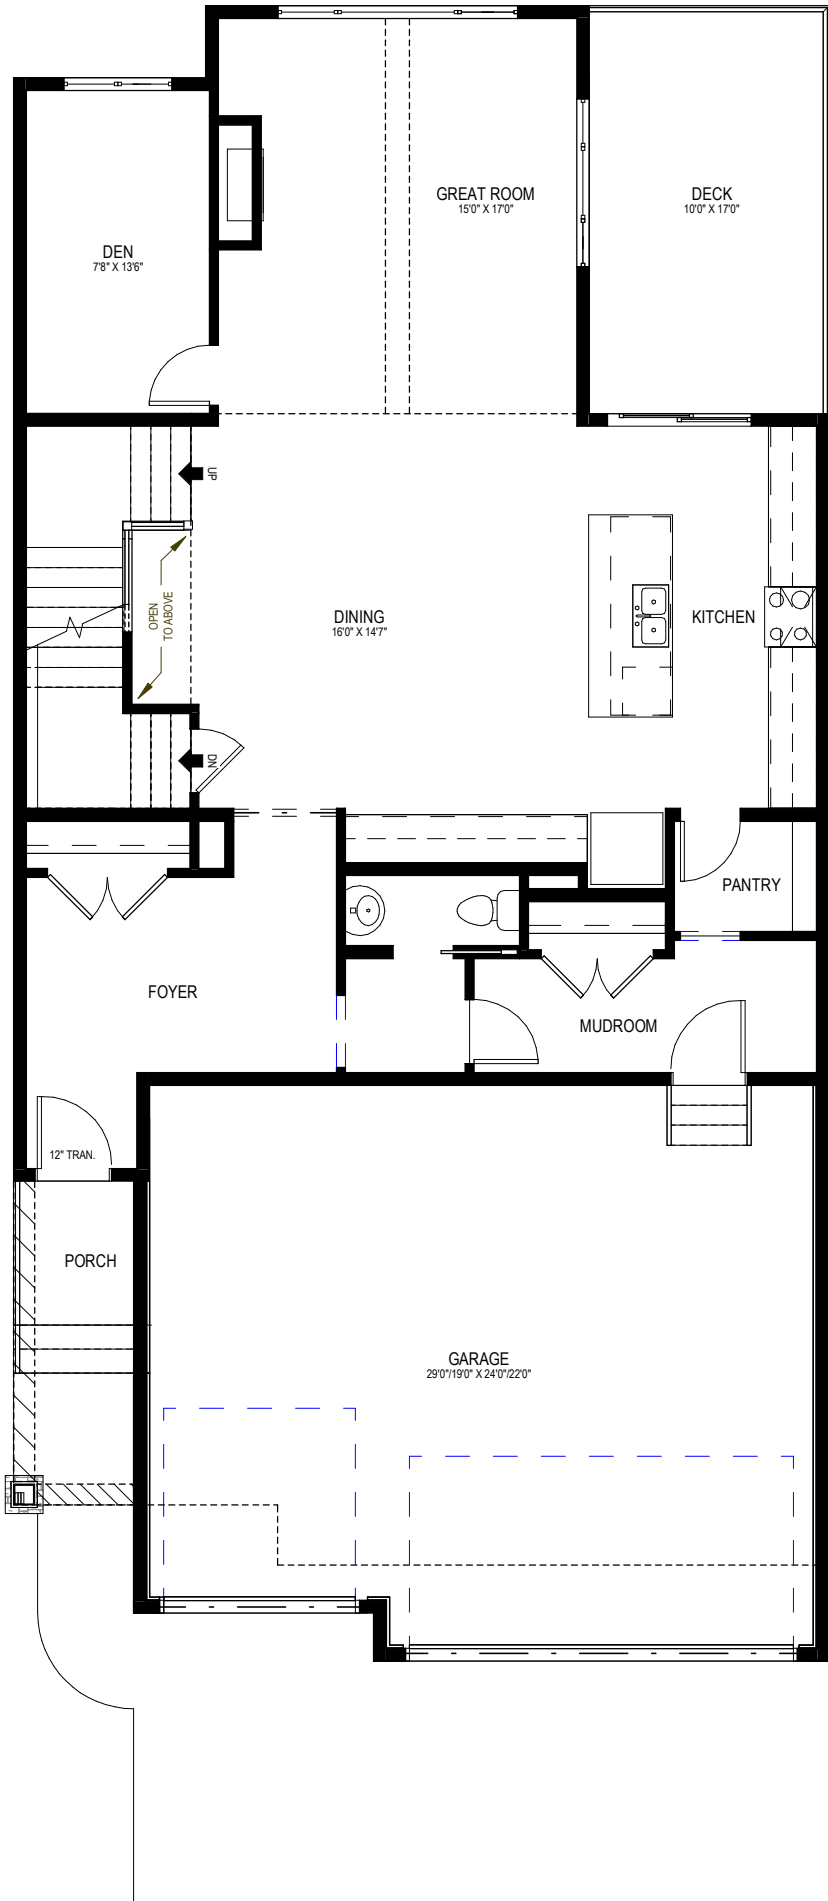 GREAT ROOM
15'0" X 17'0"
DECK
10'0" X 17'0"
DEN
7'8" X 13'6"
UP
OPEN
TO ABOVE
DINING
16'0" X 14'7"
KITCHEN
DN
PANTRY
FOYER
MUDROOM
12" TRAN.
PORCH
GARAGE
29'0"/19'0" X 24'0"/22'0"